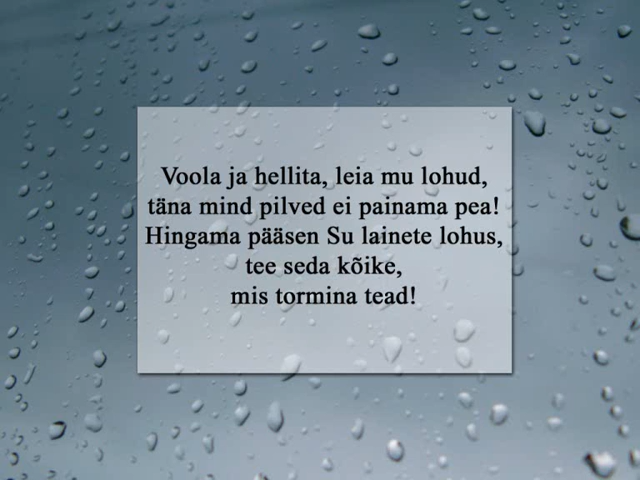 Voola ja hellita, leia mu lohud,
täna mind pilved ei painama pea!
Hingama pääsen Su lainete lohus,
tee seda kõike,
mis tormina tead!